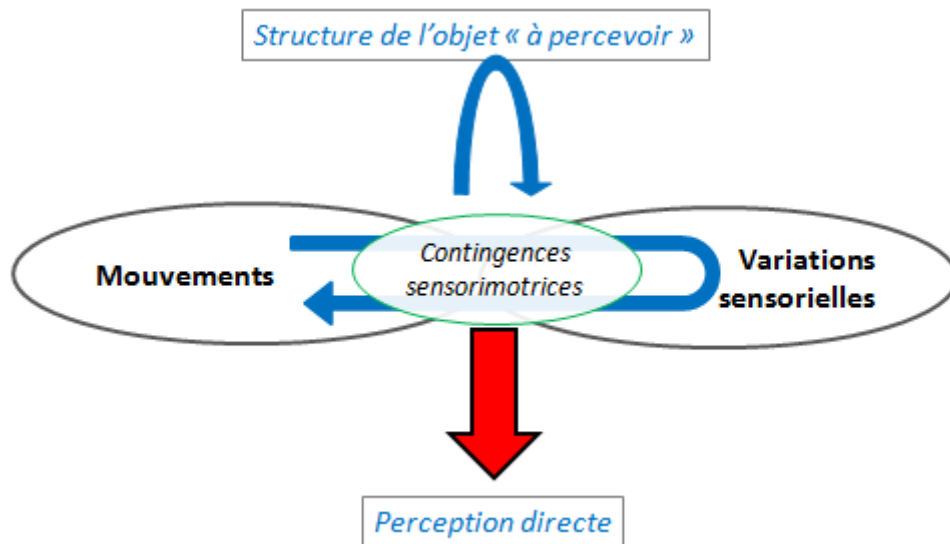 Structure de l'objet « à percevoir »
Mouvements
Contingences
sensorimotrices
Variations
sensorielles
Perception directe